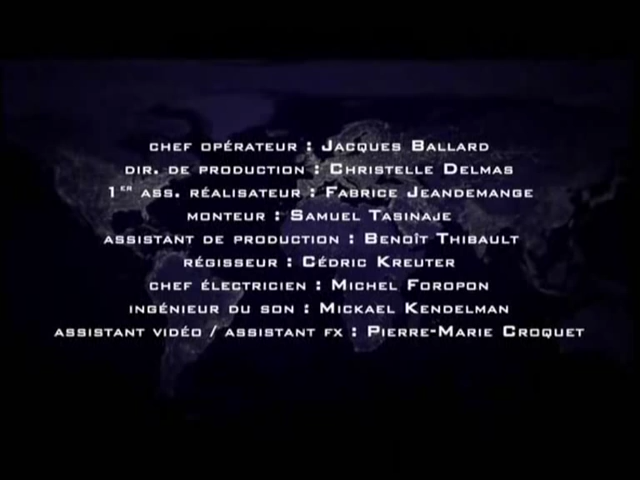 CHEF OPÉRATEUR : JACQUES BALLARD
DIR. DE PRODUCTION : CHRISTELLE DELMAS
1ER ASS. RÉALISATEUR : FABRICE JEANDEMANGE
MONTEUR : SAMUEL TASINAJE
ASSISTANT DE PRODUCTION : BENOÎT THIBAULT
RÉGISSEUR : CÉDRIC KREUTER
CHEF ÉLECTRICIEN : MICHEL FOROPON
INGÉNIEUR DU SON : MICKAEL KENDELMAN
ASSISTANT VIDÉO / ASSISTANT FX : PIERRE-MARIE CROQUET